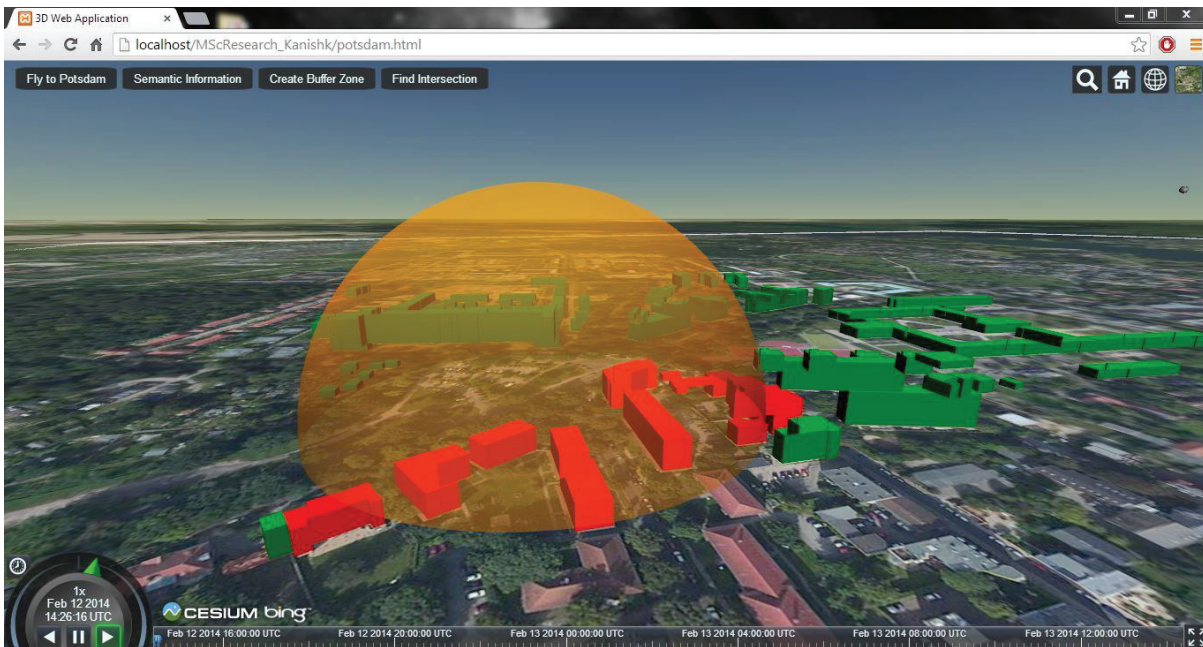 3D Web Application
localhost/MScResearch_Kanishk/potsdam.html
Fly to Potsdam Semantic Information Create Buffer Zone Find Intersection
1x
Feb 12 2014
14:26:16 UTC
CESIUM bing
Feb 12 2014 16:00:00 UTC Feb 12 2014 20:00:00 UTC Feb 13 2014 00:00:00 UTC Feb 13 2014 04:00:00 UTC Feb 13 2014 08:00:00 UTC Feb 13 2014 12:00:00 UTC